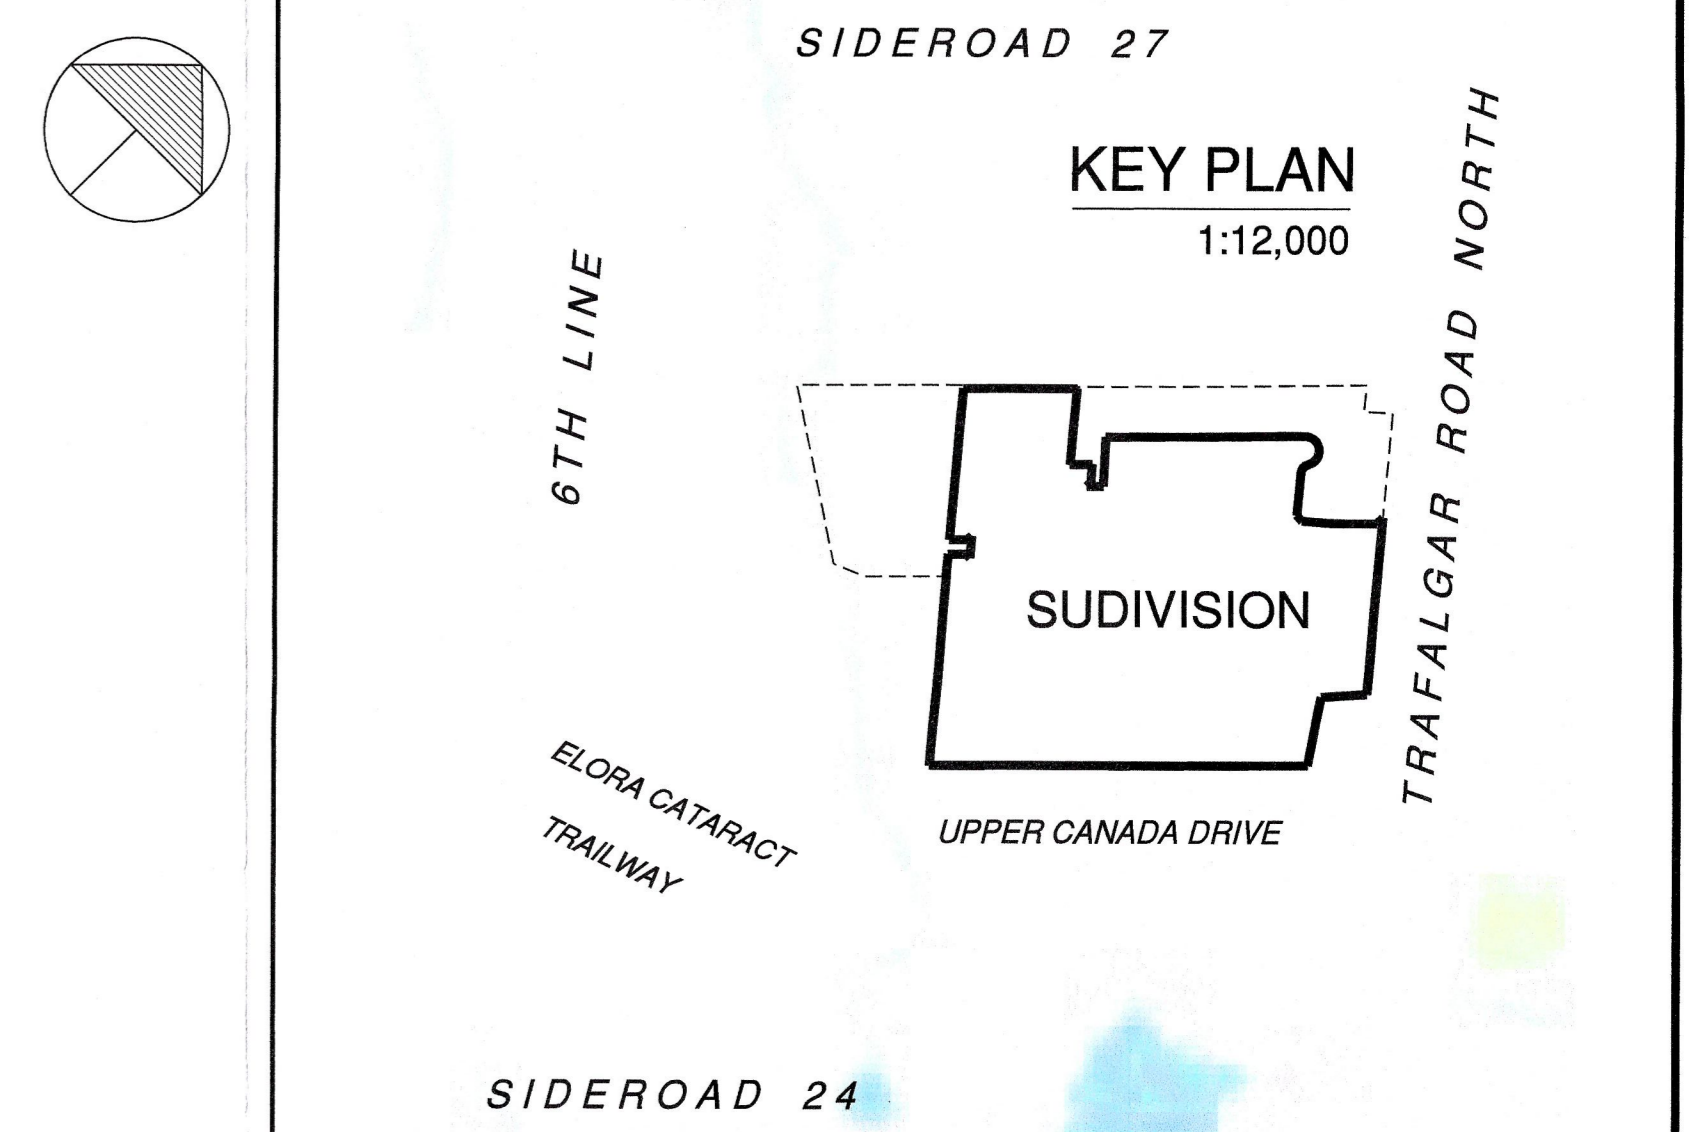 SIDEROAD 27
KEY PLAN
1:12,000
TRAFALGAR ROAD NORTH
6TH LINE
SUDIVISION
ELORA CATARACT
TRAILWAY
UPPER CANADA DRIVE
SIDEROAD 24